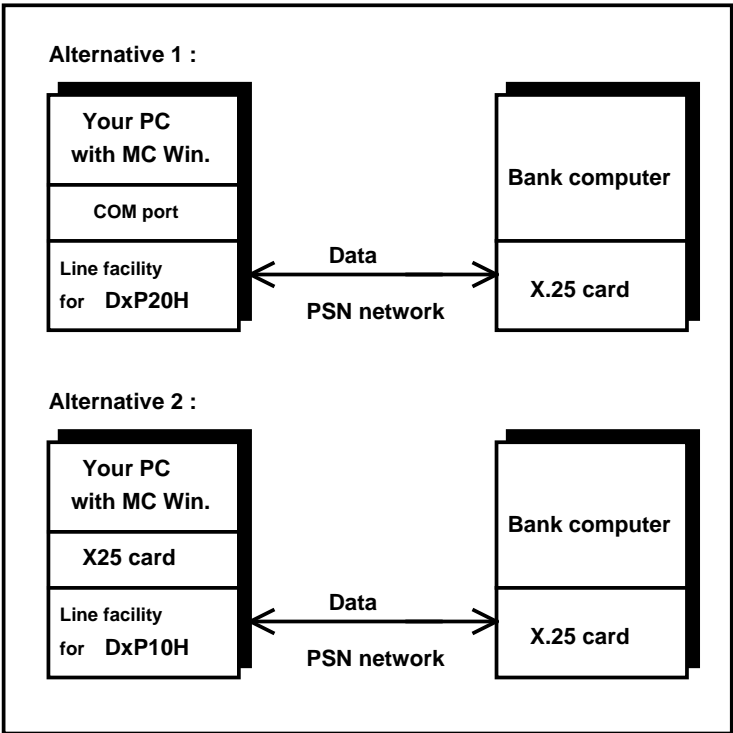 Alternative 1 :
Your PC
with MC Win.
COM port
Line facility
for DxP20H
Data
PSN network
Bank computer
X.25 card
Alternative 2 :
Your PC
with MC Win.
X25 card
Line facility
for DxP10H
Data
PSN network
Bank computer
X.25 card